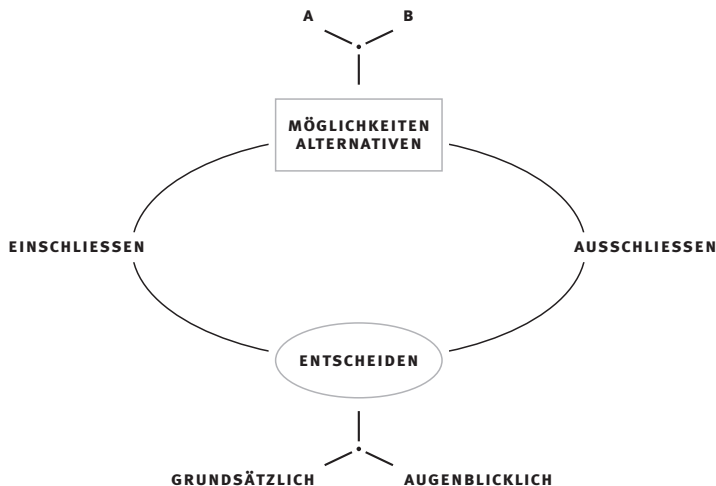 A B
MÖGLICHKEITEN
ALTERNATIVEN
EINSCHLIESSEN AUSSCHLIESSEN
ENTSCHEIDEN
GRUNDSÄTZLICH AUGENBLICKLICH